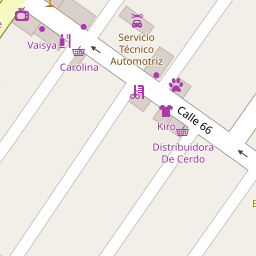 Servicio
Técnico
Automotriz
Vaisya
Carolina
Calle 66
Kiro
Distribuidora
De Cerdo